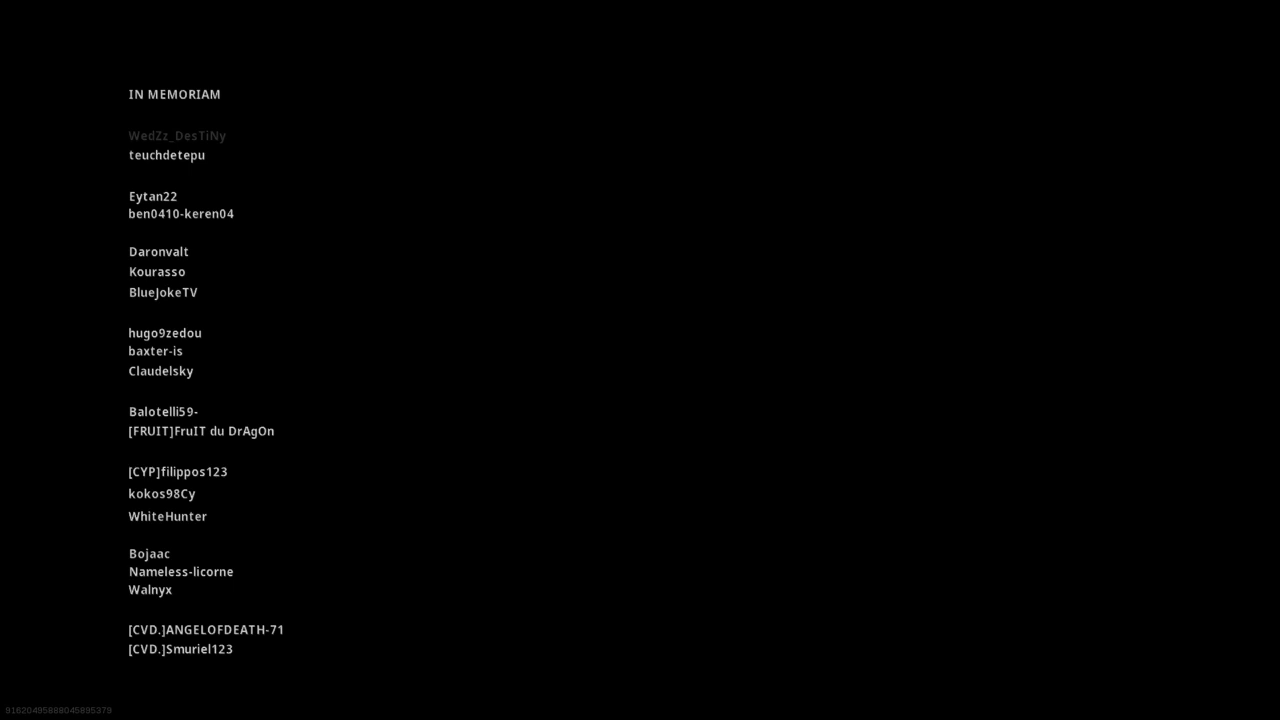 IN MEMORIAM
WedZz_DesTiNy
teuchdetepu
Eytan22
ben0410-keren04
Daronvalt
Kourasso
BlueJokeTV
hugo9zedou
baxter-is
Claudelsky
Balotelli59-
[FRUIT]FruIT du DrAgOn
[CYP]filippos123
kokos98Cy
WhiteHunter
Bojaac
Nameless-licorne
Walnyx
[CVD.]ANGELOFDEATH-71
[CVD.]Smuriel123
91620495888045895379